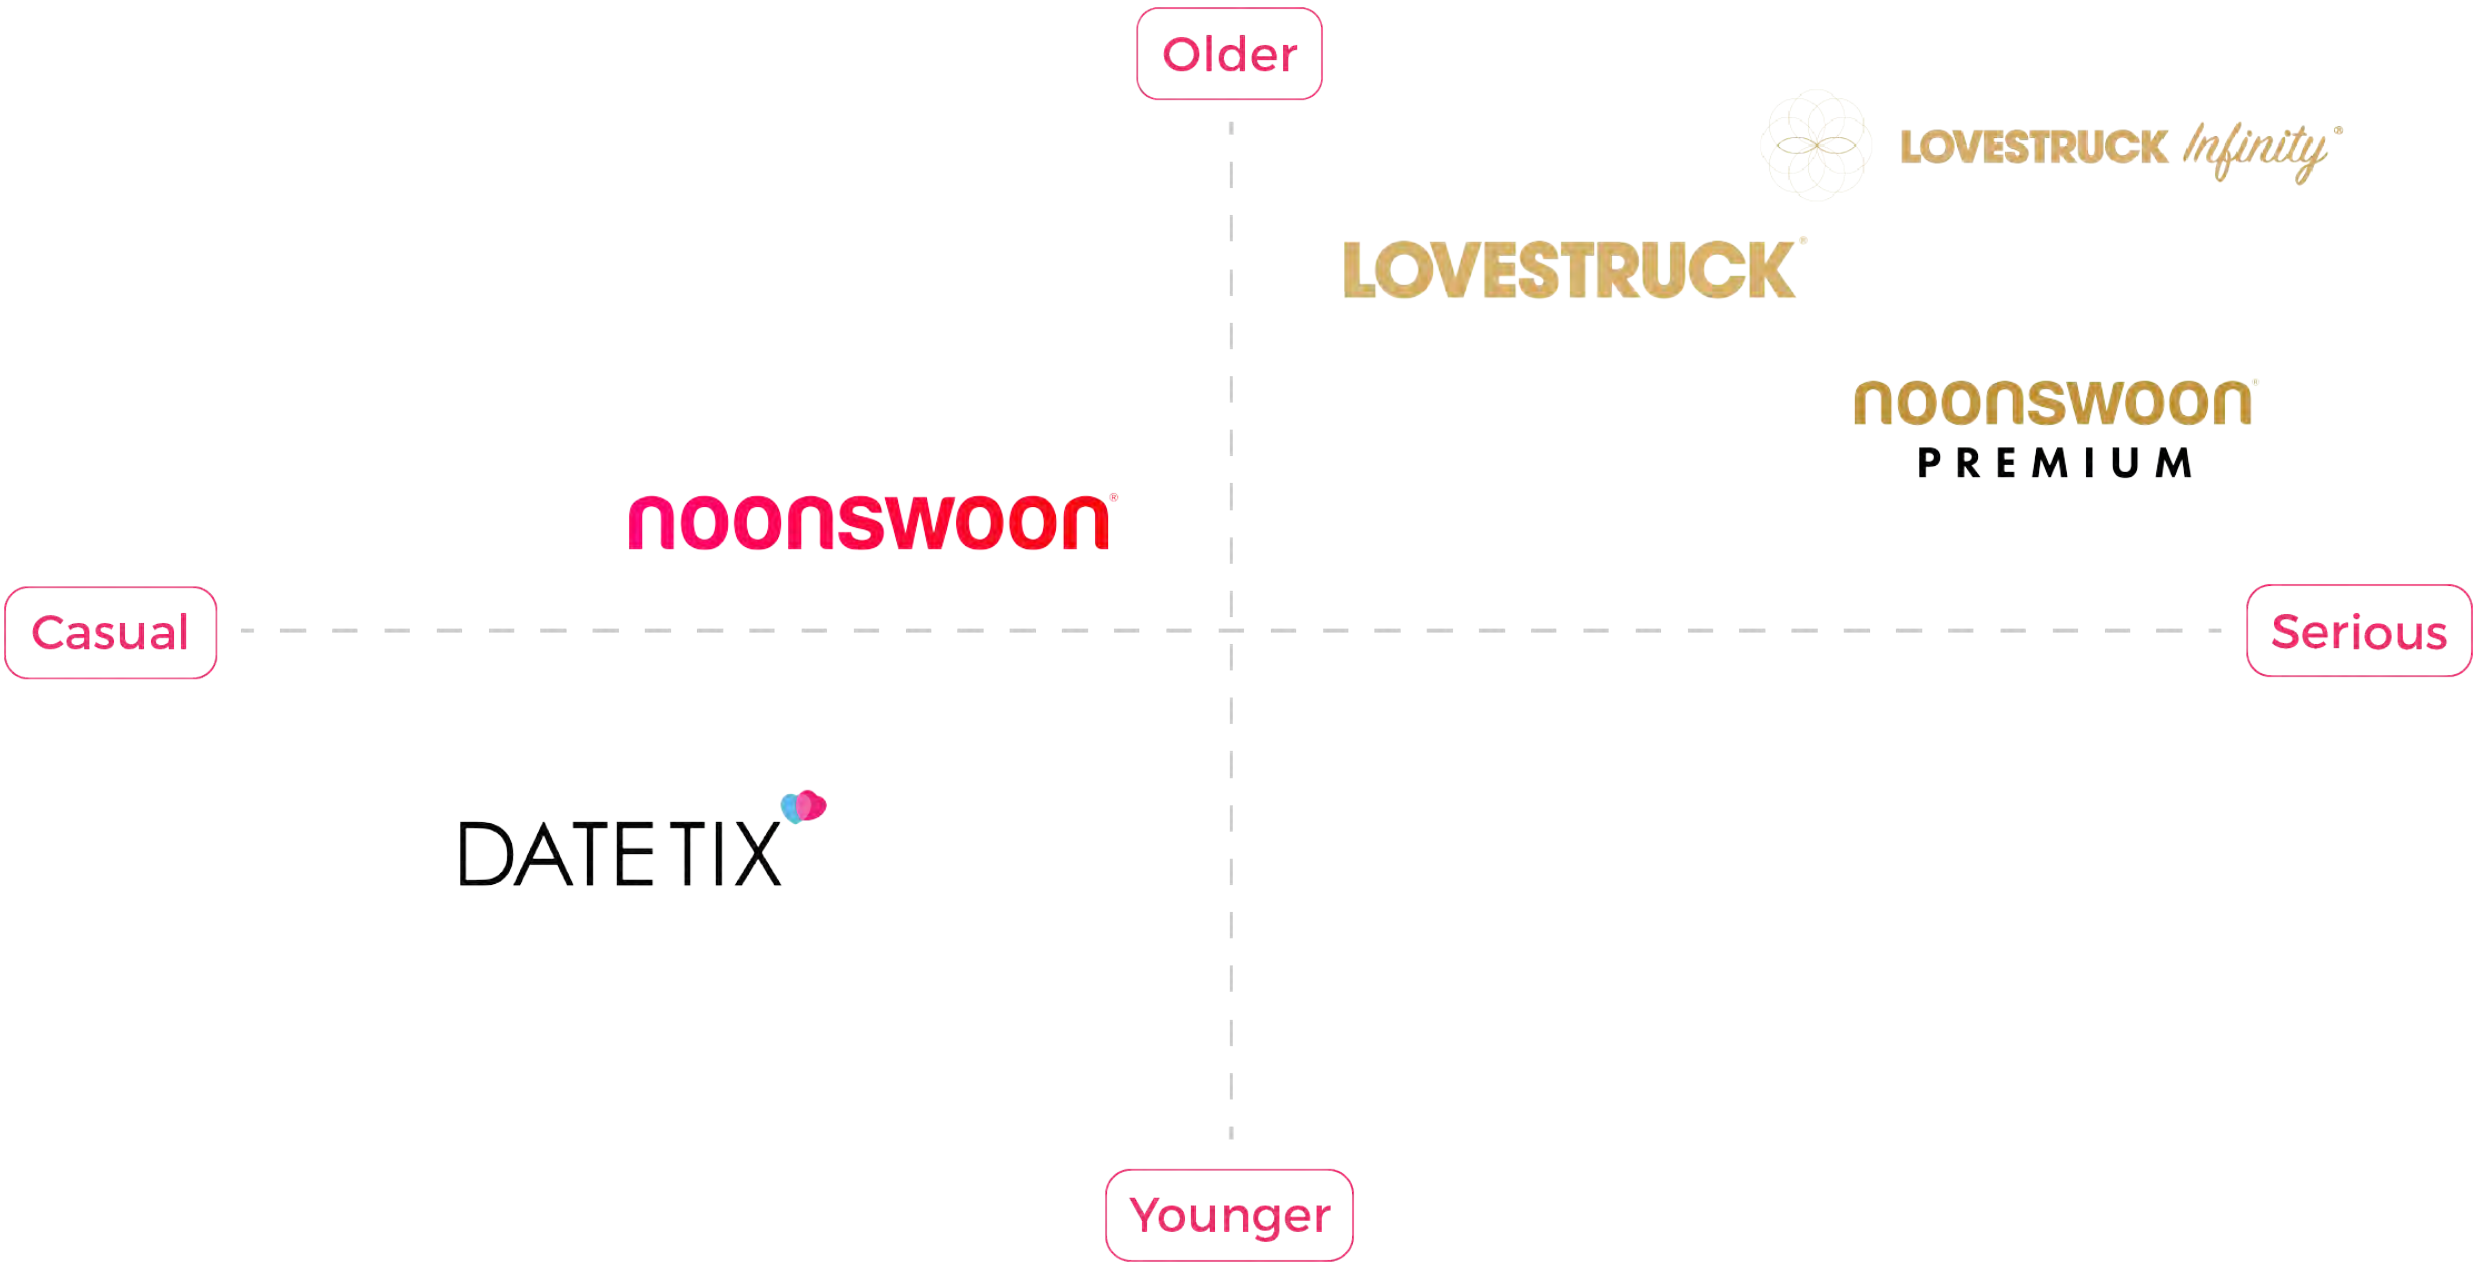 Older
LOVESTRUCK Infinity®
LOVESTRUCK®
noonswoon®
PREMIUM
noonswoon®
Casual
Serious
DATETIX
Younger